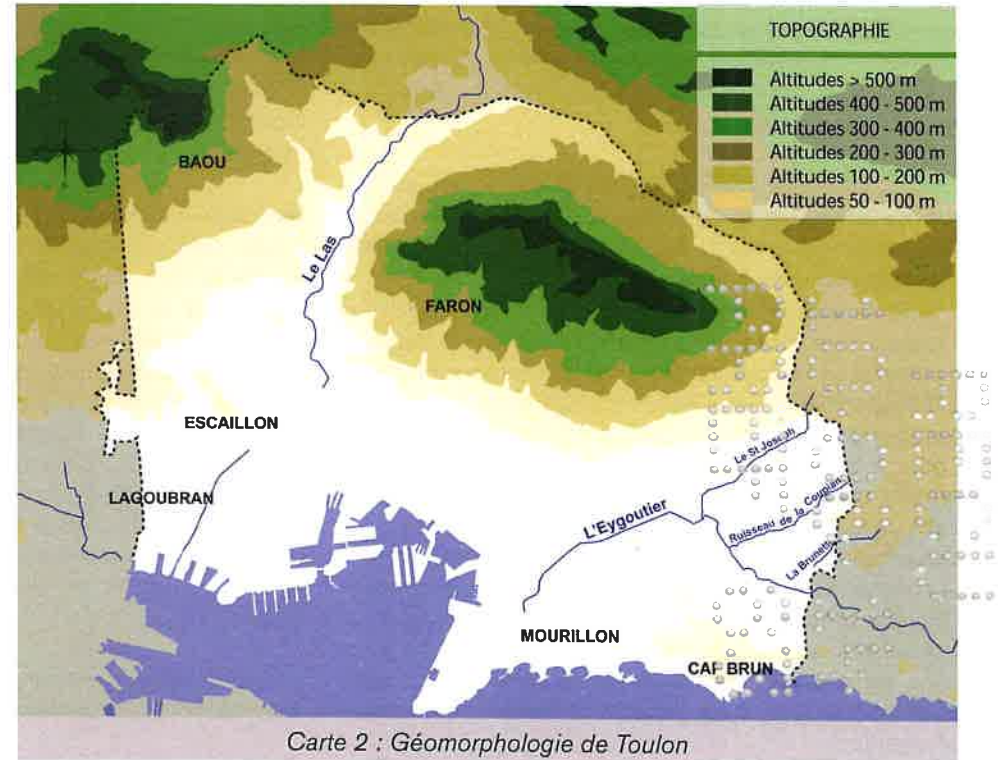 TOPOGRAPHIE
Altitudes > 500 m
Altitudes 400 - 500 m
Altitudes 300 - 400 m
Altitudes 200 - 300 m
Altitudes 100 - 200 m
Altitudes 50 - 100 m
BAOU
Le Las
FARON
ESCAILLON
Le St Joseph
LAGOUBRAN
L'Eygoutier
Ruisseau de la Coupiane
La Brunette
MOURILLON
CAP BRUN
Carte 2 : Géomorphologie de Toulon